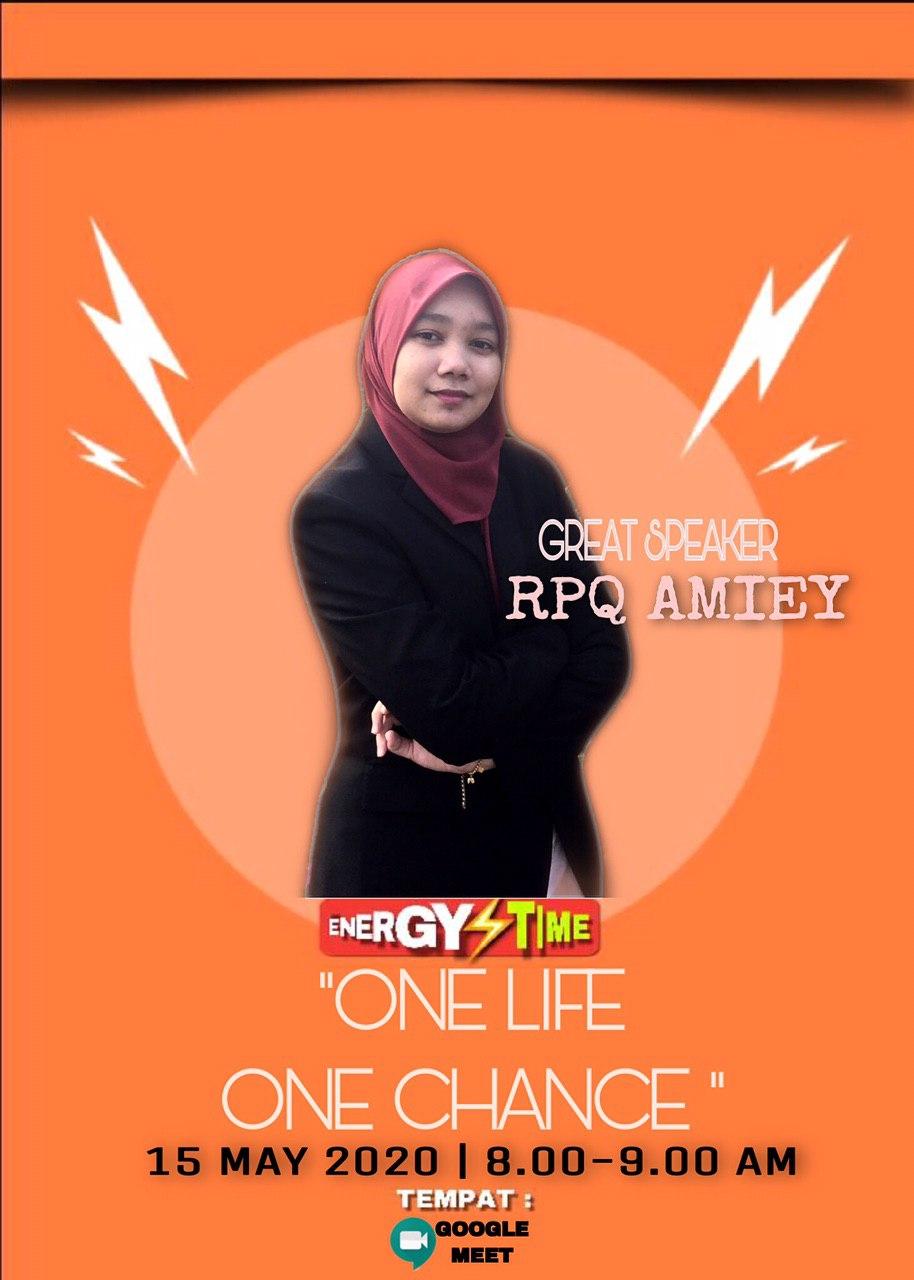 GREAT SPEAKER
RPQ AMIEY
ENERGY TIME
"ONE LIFE
ONE CHANCE "
15 MAY 2020 | 8.00-9.00 AM
TEMPAT :
GOOGLE
MEET